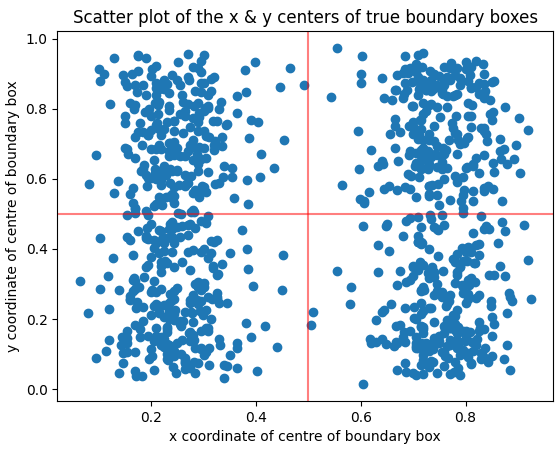 Scatter plot of the x & y centers of true boundary boxes
y coordinate of centre of boundary box
1.0
0.8
0.6
0.4
0.2
0.0
0.2 0.4 0.6 0.8
x coordinate of centre of boundary box